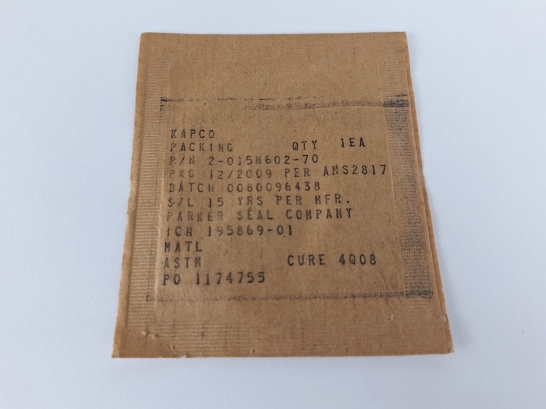 KAPCO
PACKING QTY 1EA
P/N 2-015N602-70
PKG 12/2009 PER AMS2817
BATCH 0080096438
S/L 15 YRS PER MFR.
PARKER SEAL COMPANY
ICN 195869-01
MATL
ASTM CURE 4Q08
PO 1174755